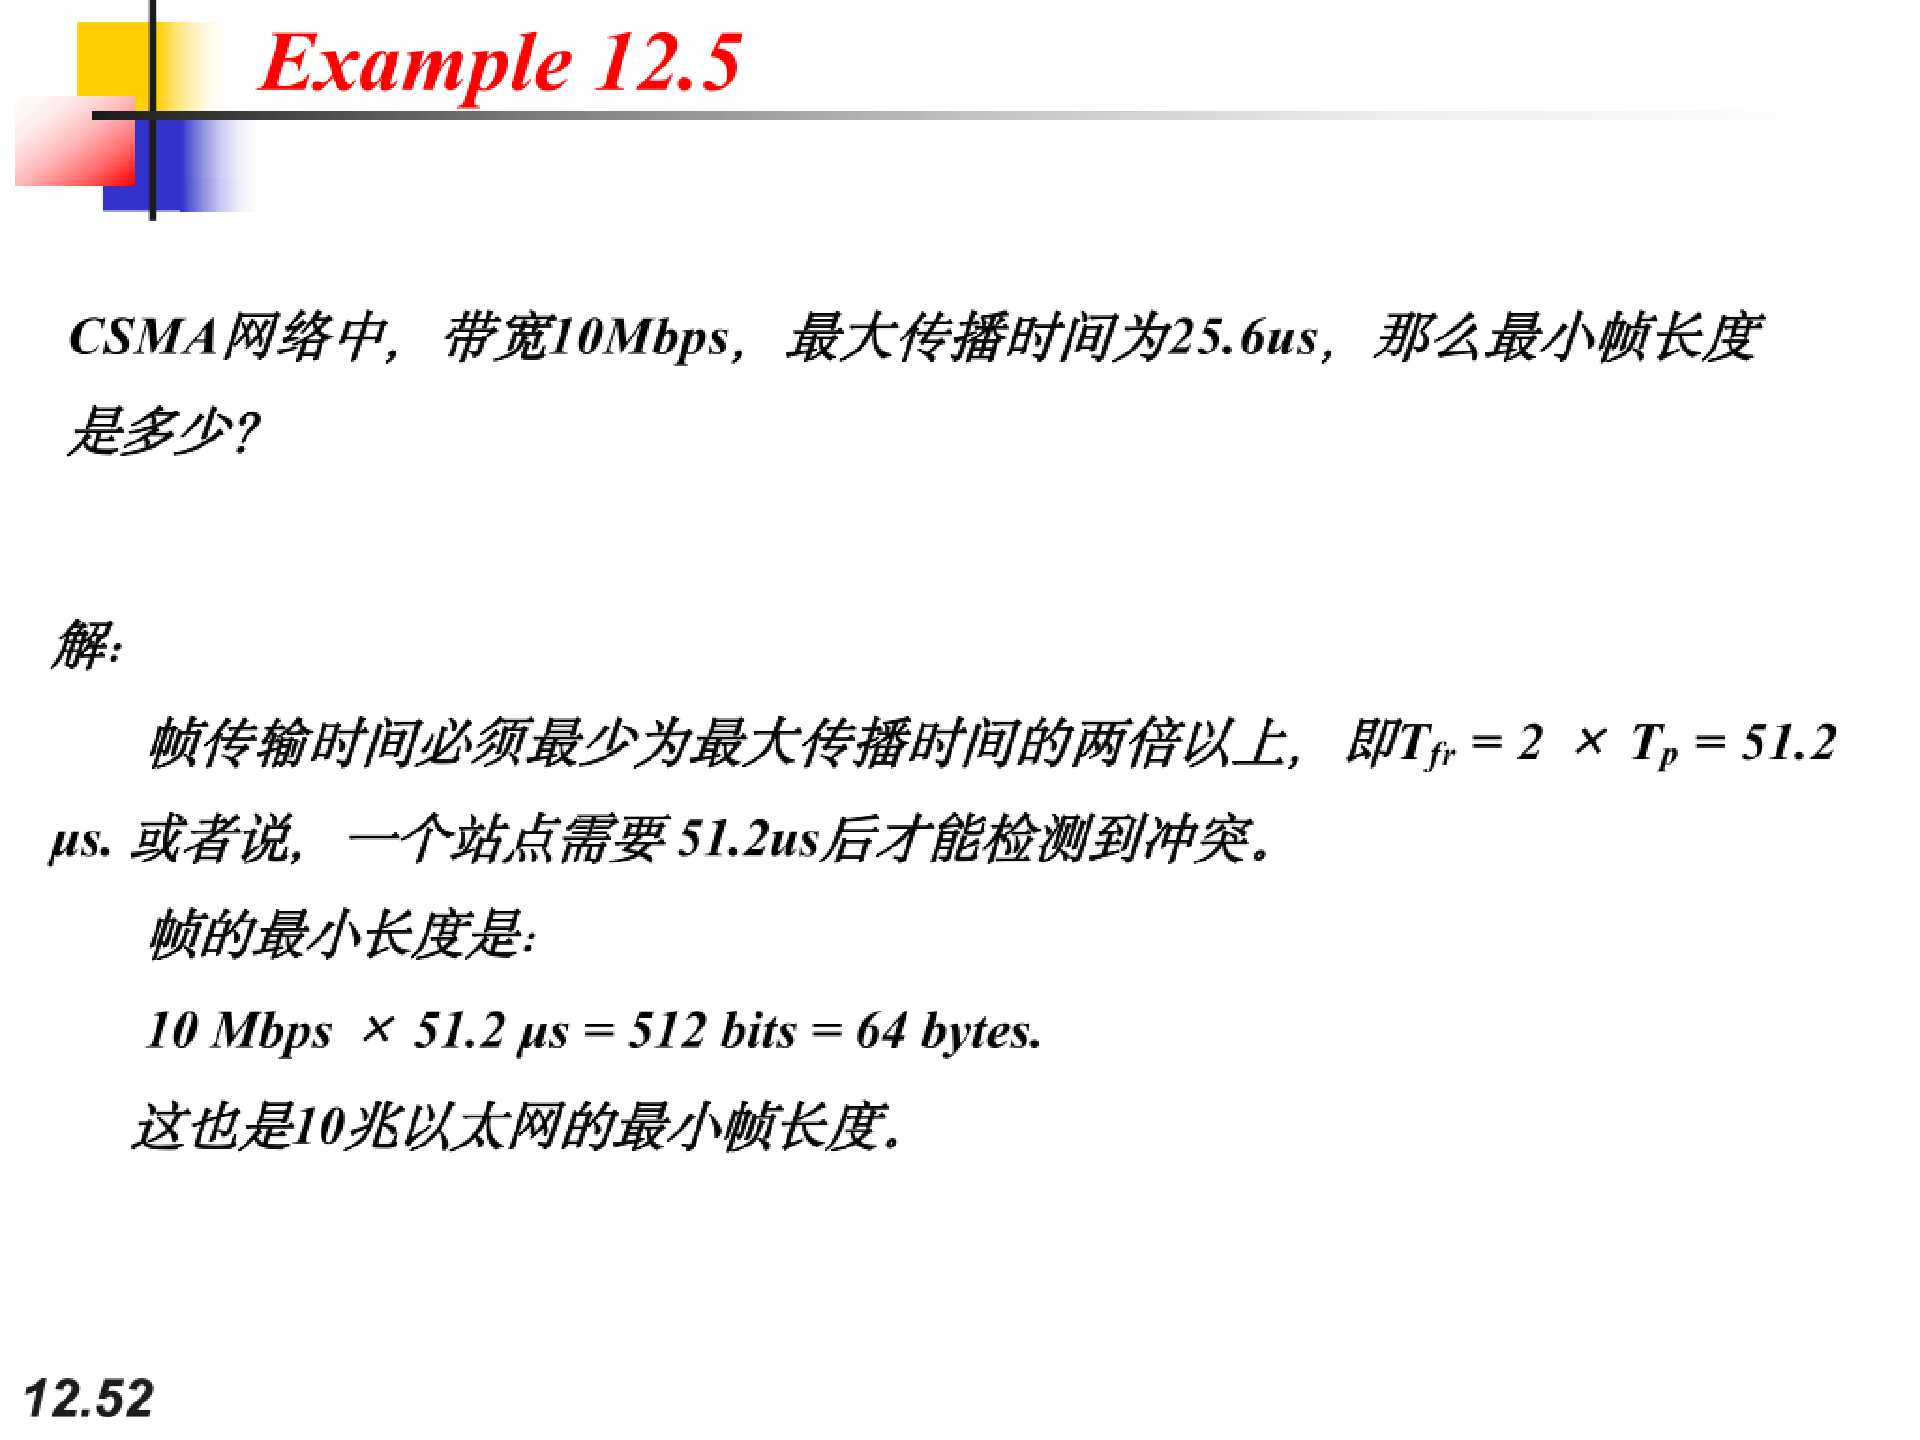 Example 12.5
CSMA网络中，带宽10Mbps，最大传播时间为25.6us，那么最小帧长度
是多少？
解：
帧传输时间必须最少为最大传播时间的两倍以上，即Tfr = 2 × Tp = 51.2
μs. 或者说，一个站点需要 51.2us后才能检测到冲突。
帧的最小长度是：
10 Mbps × 51.2 μs = 512 bits = 64 bytes.
这也是10兆以太网的最小帧长度．
12.52